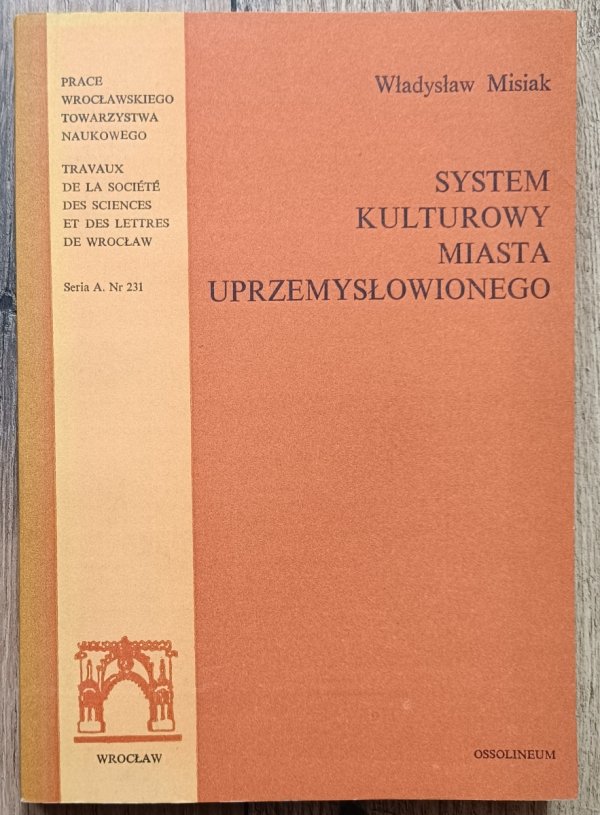 PRACE
WROCŁAWSKIEGO
TOWARZYSTWA
NAUKOWEGO
TRAVAUX
DE LA SOCIÉTÉ
DES SCIENCES
ET DES LETTRES
DE WROCŁAW
Seria A. Nr 231
Władysław Misiak
SYSTEM
KULTUROWY
MIASTA
UPRZEMYSŁOWIONEGO
WROCŁAW
OSSOLINEUM